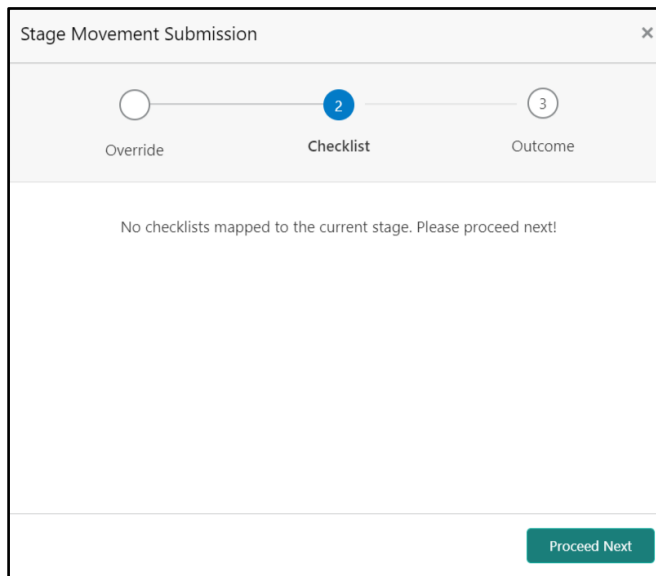 Stage Movement Submission
×
2
3
Override
Checklist
Outcome
No checklists mapped to the current stage. Please proceed next!
Proceed Next